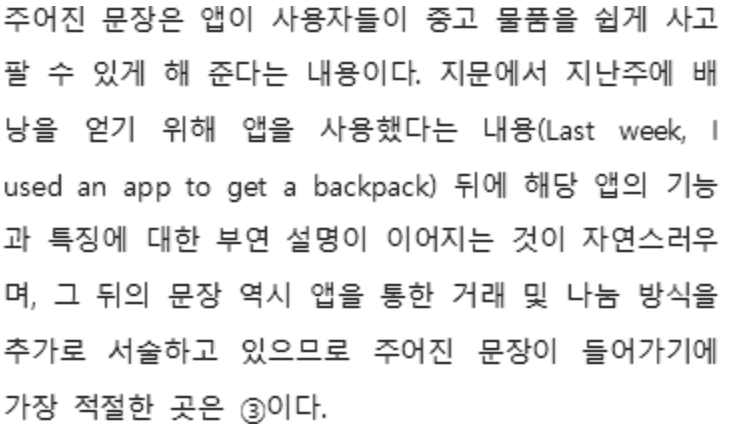 주어진 문장은 앱이 사용자들이 중고 물품을 쉽게 사고
팔 수 있게 해 준다는 내용이다. 지문에서 지난주에 배
낭을 얻기 위해 앱을 사용했다는 내용(Last week, I
used an app to get a backpack) 뒤에 해당 앱의 기능
과 특징에 대한 부연 설명이 이어지는 것이 자연스러우
며, 그 뒤의 문장 역시 앱을 통한 거래 및 나눔 방식을
추가로 서술하고 있으므로 주어진 문장이 들어가기에
가장 적절한 곳은 ③이다.